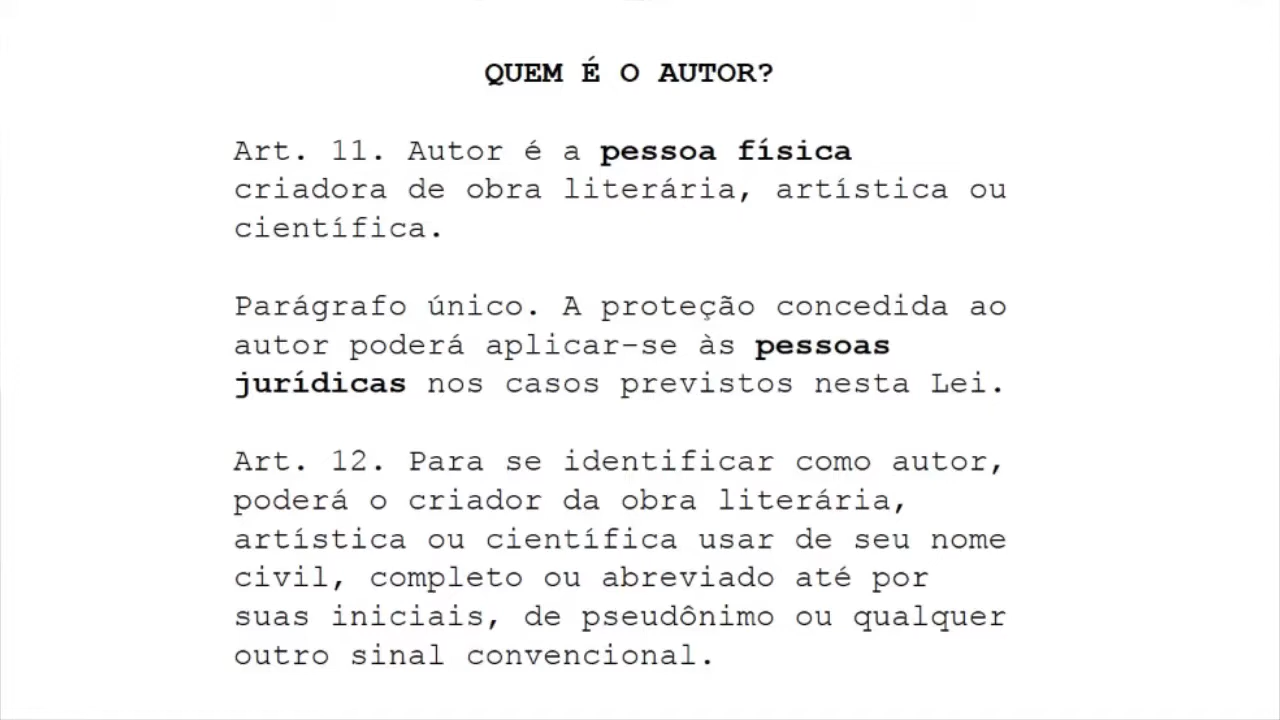 QUEM É O AUTOR?
Art. 11. Autor é a pessoa física
criadora de obra literária, artística ou
científica.
Parágrafo único. A proteção concedida ao
autor poderá aplicar-se às pessoas
jurídicas nos casos previstos nesta Lei.
Art. 12. Para se identificar como autor,
poderá o criador da obra literária,
artística ou científica usar de seu nome
civil, completo ou abreviado até por
suas iniciais, de pseudônimo ou qualquer
outro sinal convencional.